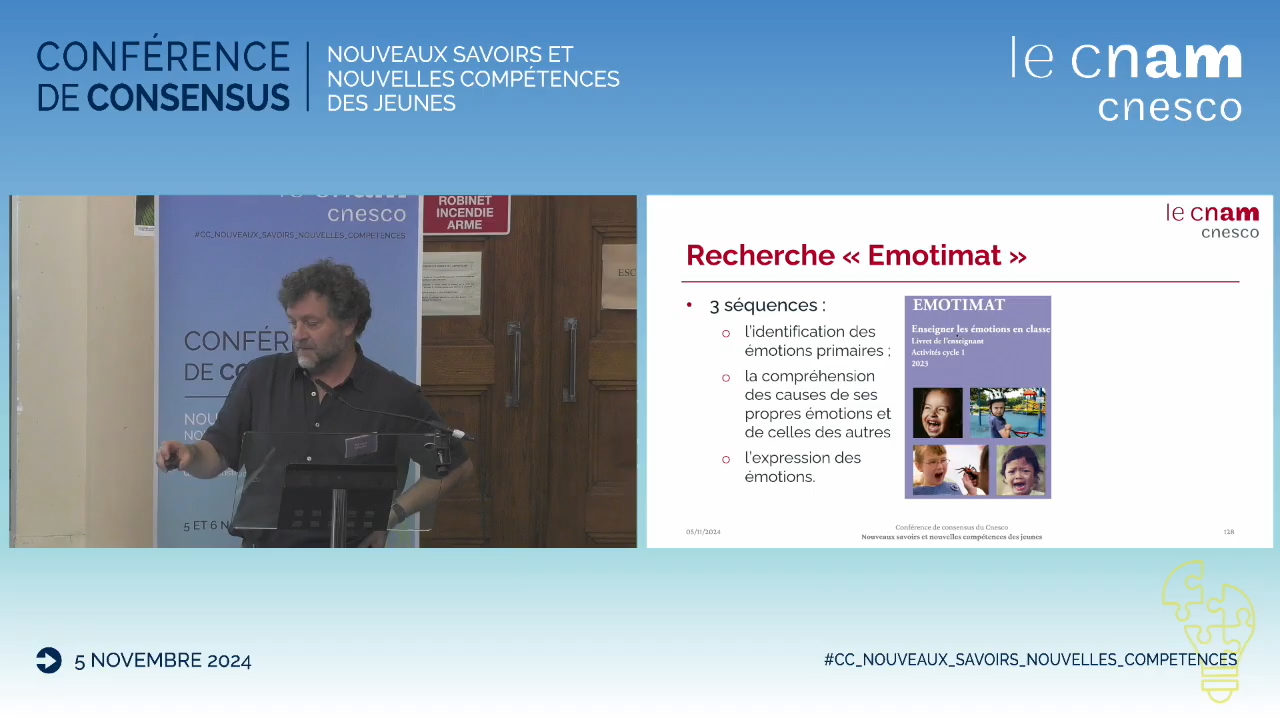 CONFÉRENCE
DE CONSENSUS
NOUVEAUX SAVOIRS ET
NOUVELLES COMPÉTENCES
DES JEUNES
le cnam
cnesco
cnesco
#CC_NOUVEAUX_SAVOIRS_NOUVELLES_COMPETENCES
ROBINET
INCENDIE
ARME
ESC
CONFÉR
DE CO
NOU
NO
5 ET 6 N
le cnam
cnesco
Recherche « Emotimat »
• 3 séquences :
o l'identification des
émotions primaires ;
o la compréhension
des causes de ses
propres émotions et
de celles des autres
o l'expression des
émotions.
EMOTIMAT
Enseigner les émotions en classe
Livret de l'enseignant
Activités cycle 1
2023
05/11/2024
Conférence de consensus du Cnesco
Nouveaux savoirs et nouvelles compétences des jeunes
128
5 NOVEMBRE 2024
#CC_NOUVEAUX_SAVOIRS_NOUVELLES_COMPETENCES